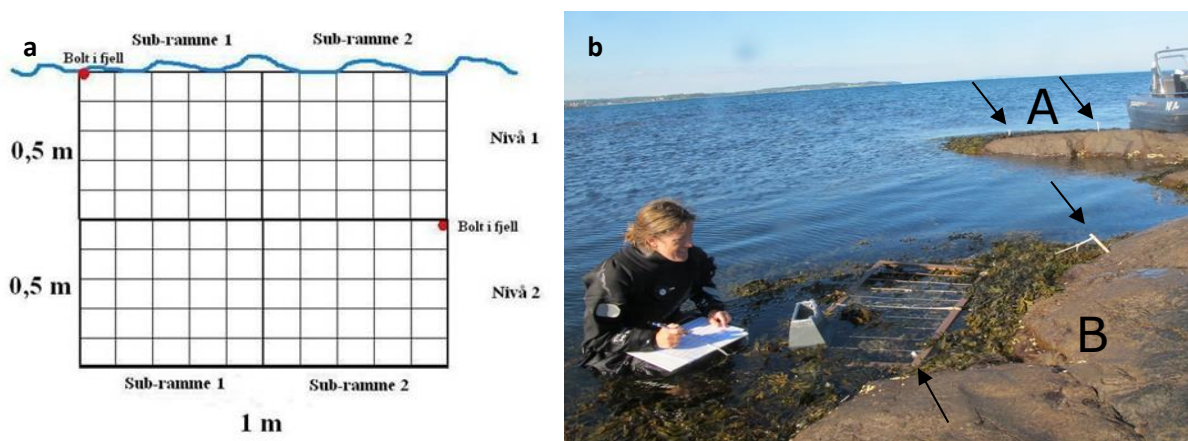 a
Sub-ramme 1
Sub-ramme 2
Bolt i fjell
Nivå 1
0,5 m
Bolt i fjell
0,5 m
Nivå 2
Sub-ramme 1
Sub-ramme 2
1 m
b
A
B